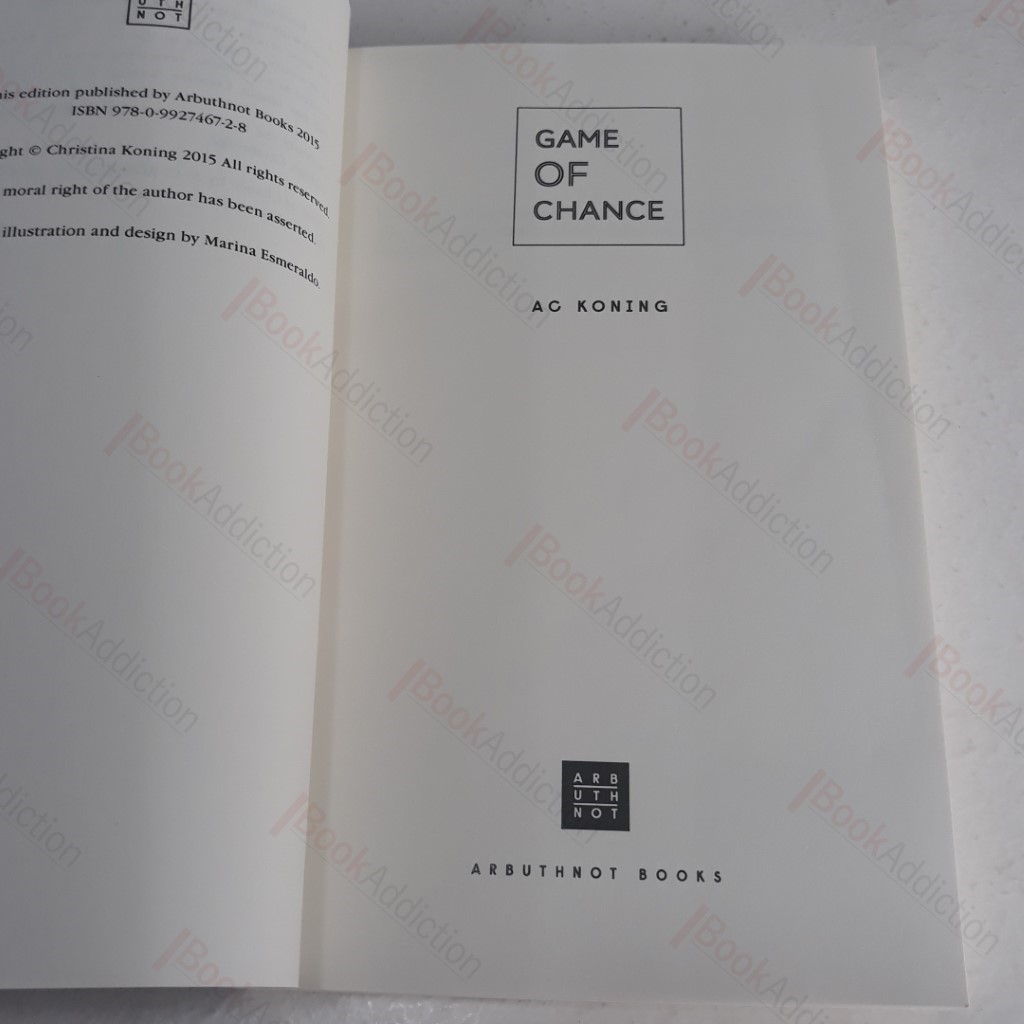 UTH
NOT
his edition published by Arbuthnot Books 2015
ISBN 978-0-9927467-2-8
ght © Christina Koning 2015 All rights reserved.
moral right of the author has been asserted.
illustration and design by Marina Esmeraldo.
GAME
OF
CHANCE
AC KONING
ARB
UTH
NOT
ARBUTHNOT BOOKS
BookAddiction